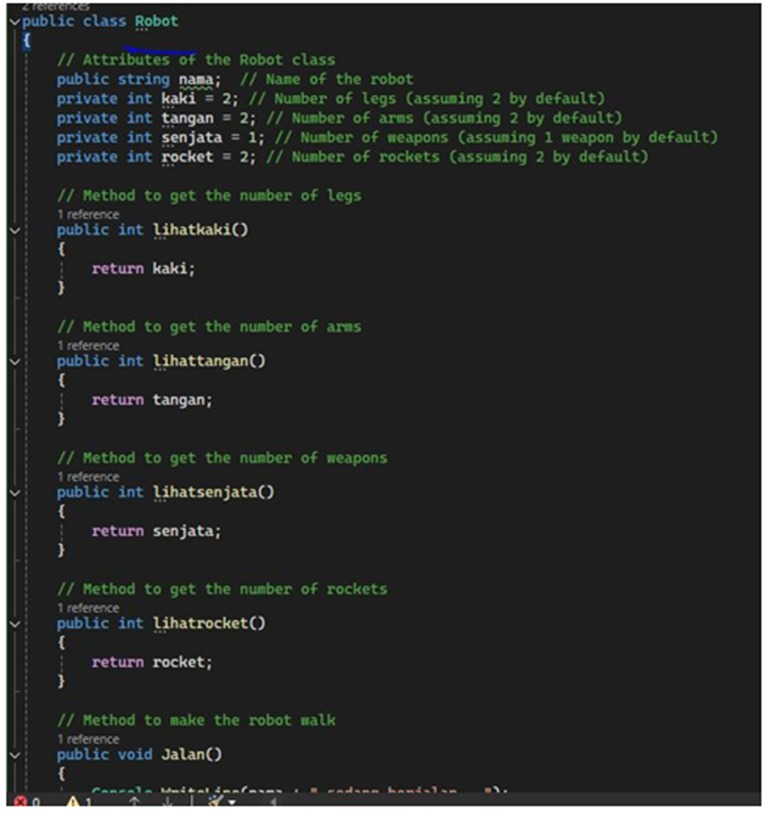 2 references
public class Robot
{
// Attributes of the Robot class
public string nama; // Name of the robot
private int kaki = 2; // Number of legs (assuming 2 by default)
private int tangan = 2; // Number of arms (assuming 2 by default)
private int senjata = 1; // Number of weapons (assuming 1 weapon by default)
private int rocket = 2; // Number of rockets (assuming 2 by default)
// Method to get the number of legs
1 reference
public int lihatkaki()
{
return kaki;
}
// Method to get the number of arms
1 reference
public int lihattangan()
{
return tangan;
}
// Method to get the number of weapons
1 reference
public int lihatsenjata()
{
return senjata;
}
// Method to get the number of rockets
1 reference
public int lihatrocket()
{
return rocket;
}
// Method to make the robot walk
1 reference
public void Jalan()
{
Console.WriteLine(nama + " sedang berjalan...");
0 1